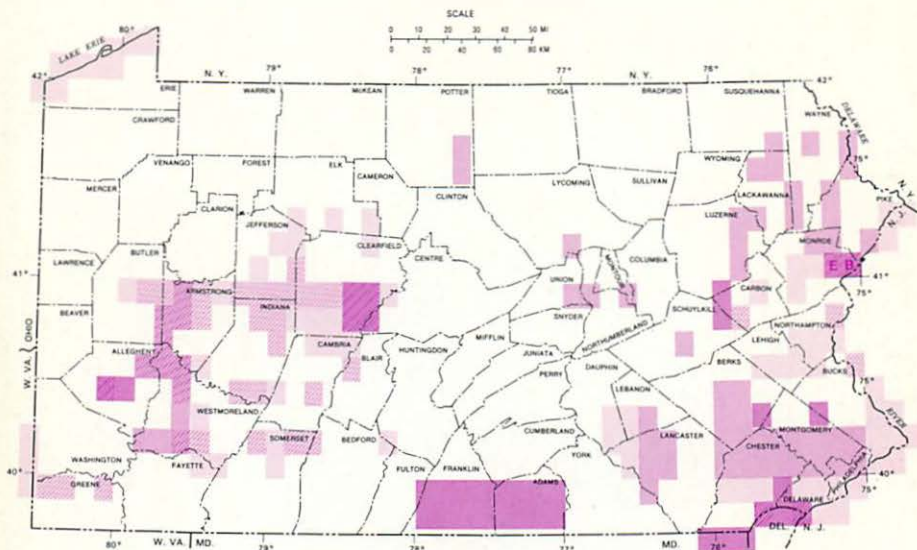 SCALE
0 10 20 30 40 50 MI
0 20 40 60 80 KM
80°
LAKE ERIE
42°
N. Y.
79°
78°
77°
N. Y.
76°
42°
ERIE
WARREN
McKEAN
POTTER
TIOGA
BRADFORD
SUSQUEHANNA
WAYNE
DELAWARE
CRAWFORD
VENANGO
FOREST
ELK
CAMERON
WYOMING
75°
MERCER
CLINTON
LYCOMING
SULLIVAN
LACKAWANNA
PIKE
N. Y.
N. J.
CLARION
JEFFERSON
LUZERNE
MONROE
BUTLER
CLEARFIELD
CENTRE
UNION
MONTOUR
COLUMBIA
E B
41°
LAWRENCE
41°
75°
ARMSTRONG
INDIANA
CARBON
BEAVER
SNYDER
NORTHUMBERLAND
SCHUYLKILL
NORTHAMPTON
LEHIGH
OHIO
W. VA.
ALLEGHENY
CAMBRIA
BLAIR
HUNTINGDON
MIFFLIN
JUNIATA
PERRY
DAUPHIN
BERKS
BUCKS
LEBANON
75°
WESTMORELAND
RIVER
WASHINGTON
SOMERSET
BEDFORD
CUMBERLAND
LANCASTER
MONTGOMERY
CHESTER
40°
FAYETTE
FULTON
FRANKLIN
YORK
PHILADELPHIA
40°
GREENE
ADAMS
DELAWARE
75°
80°
W. VA.
MD.
79°
78°
77°
MD.
76°
DEL.
N. J.